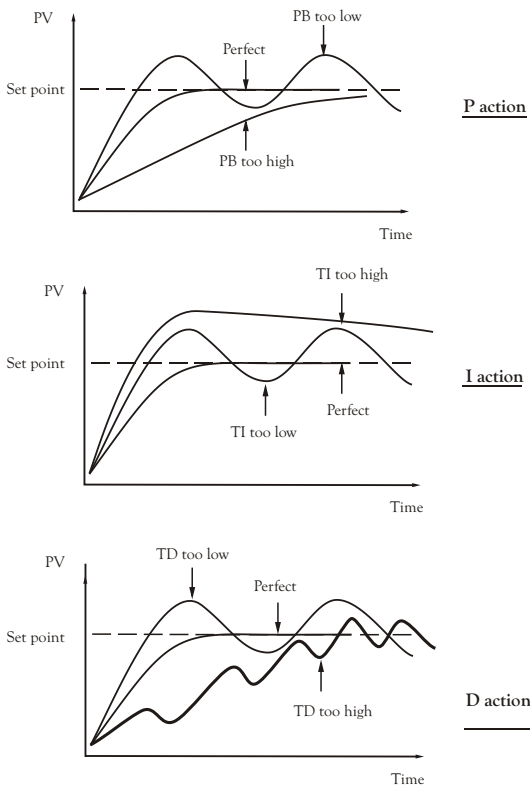 PV
PB too low
Perfect
Set point
P action
PB too high
Time
TI too high
PV
Set point
I action
Perfect
TI too low
Time
TD too low
PV
Perfect
Set point
D action
TD too high
Time